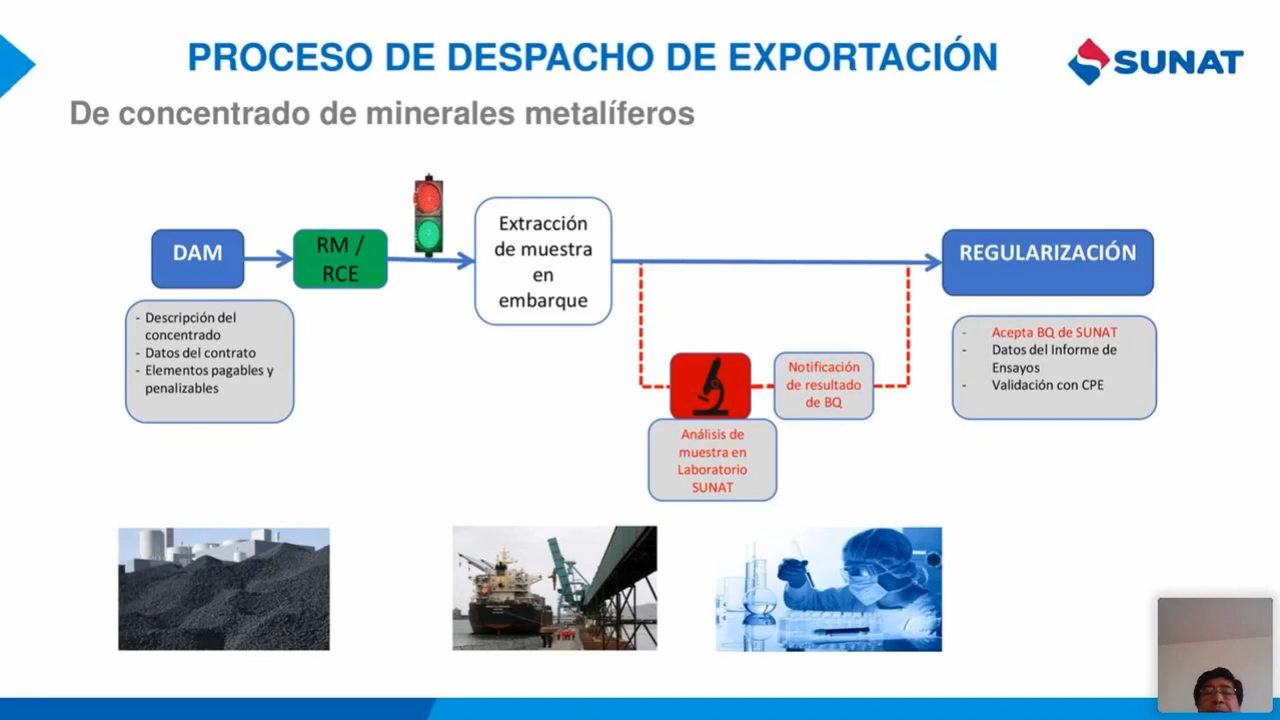 PROCESO DE DESPACHO DE EXPORTACIÓN
SUNAT
De concentrado de minerales metalíferos
DAM
RM /
RCE
Extracción
de muestra
en
embarque
REGULARIZACIÓN
- Descripción del
concentrado
- Datos del contrato
- Elementos pagables y
penalizables
Notificación
de resultado
de BQ
Análisis de
muestra en
Laboratorio
SUNAT
- Acepta BQ de SUNAT
- Datos del Informe de
Ensayos
- Validación con CPE